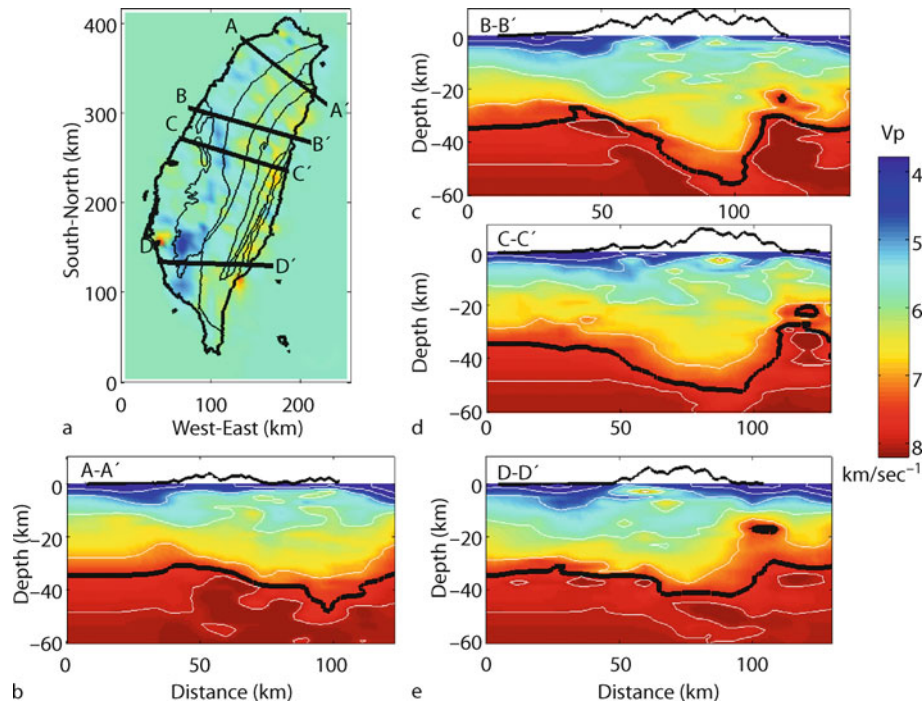 400
300
200
100
0
South-North (km)
A
A´
B
B´
C
C´
D
D´
0
100
200
West-East (km)
a
B-B´
0
−20
−40
−60
Depth (km)
0
50
100
c
C-C´
0
−20
−40
−60
Depth (km)
0
50
100
d
Vp
4
5
6
7
8
km/sec⁻¹
A-A´
0
−20
−40
−60
Depth (km)
0
50
100
b
Distance (km)
D-D´
0
−20
−40
−60
Depth (km)
0
50
100
e
Distance (km)